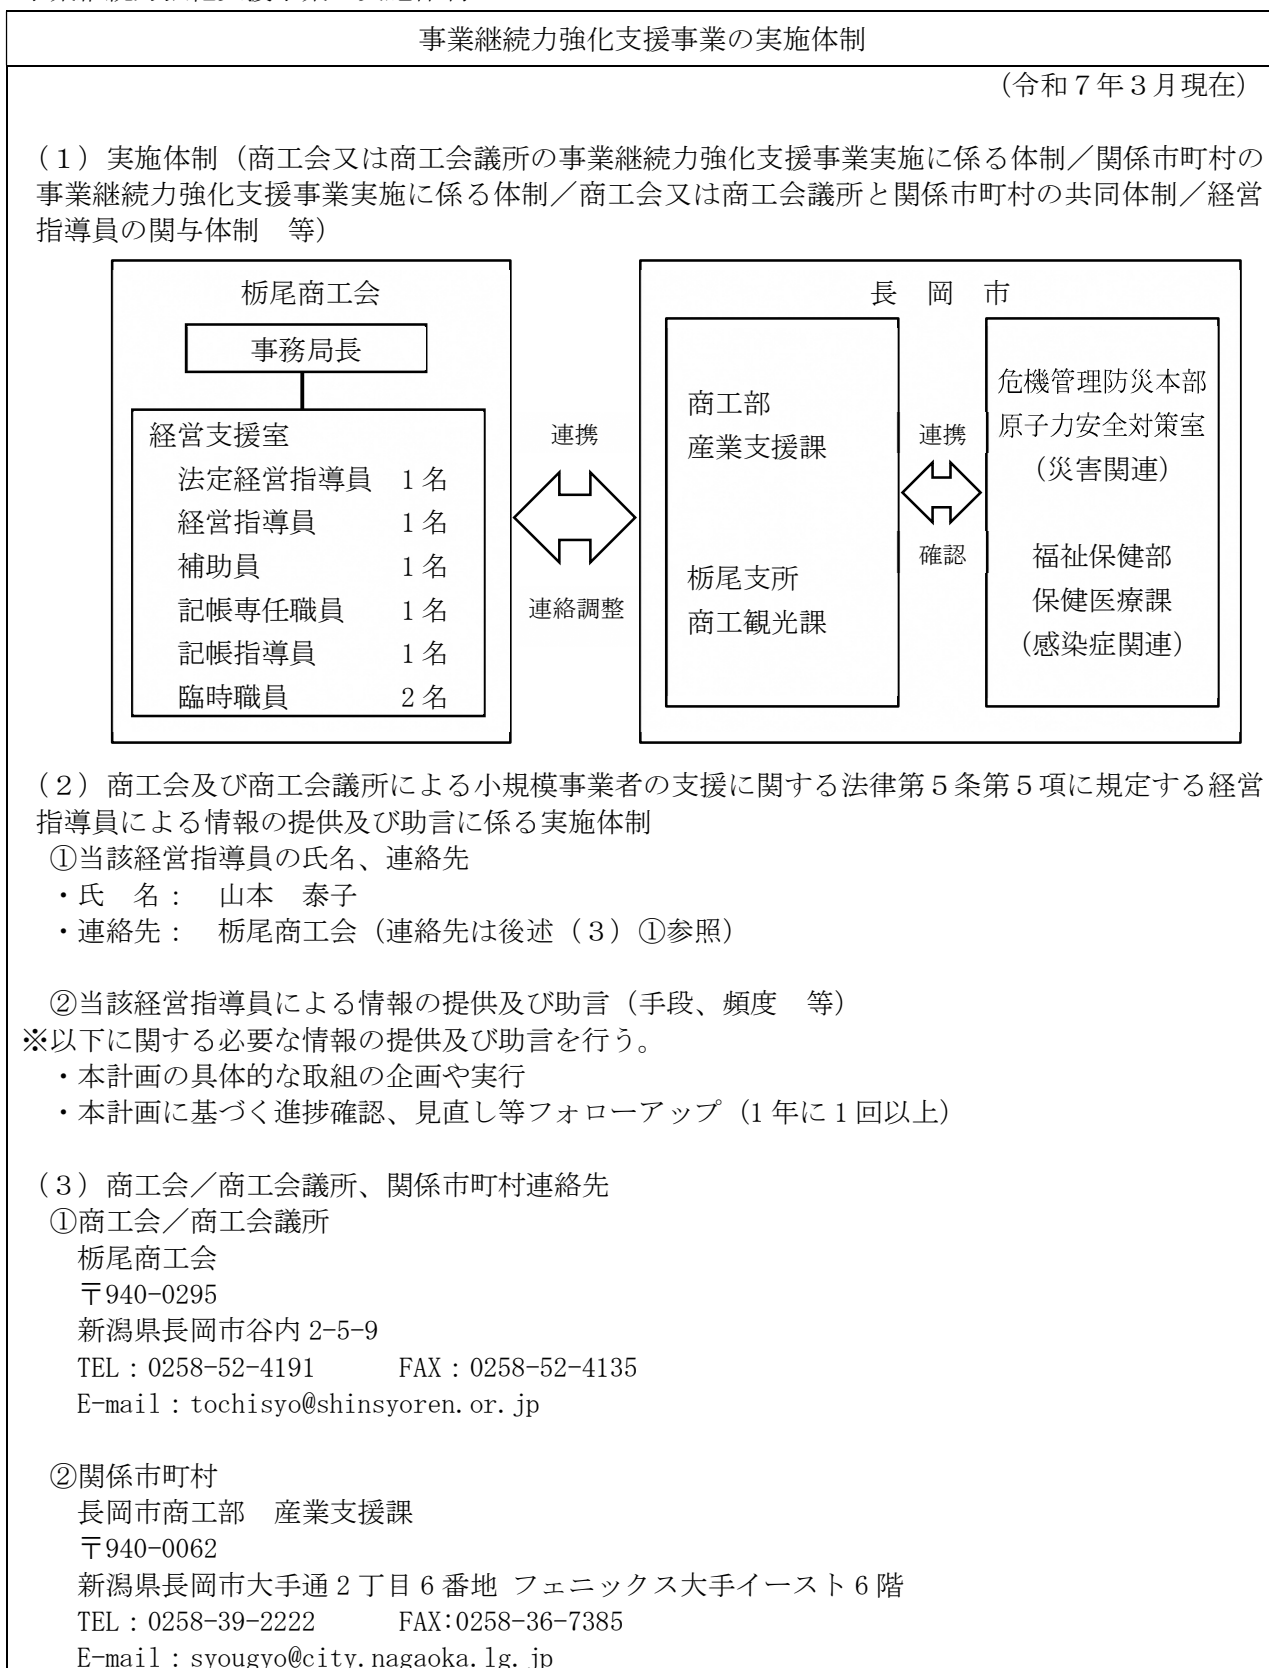 事業継続力強化支援事業の実施体制
（令和７年３月現在）
（１）実施体制（商工会又は商工会議所の事業継続力強化支援事業実施に係る体制／関係市町村の
事業継続力強化支援事業実施に係る体制／商工会又は商工会議所と関係市町村の共同体制／経営
指導員の関与体制　等）
栃尾商工会
事務局長
経営支援室
法定経営指導員　1 名
経営指導員　1 名
補助員　1 名
記帳専任職員　1 名
記帳指導員　1 名
臨時職員　2 名
連携
連絡調整
長　岡　市
商工部
産業支援課
栃尾支所
商工観光課
連携
確認
危機管理防災本部
原子力安全対策室
（災害関連）
福祉保健部
保健医療課
（感染症関連）
（２）商工会及び商工会議所による小規模事業者の支援に関する法律第５条第５項に規定する経営
指導員による情報の提供及び助言に係る実施体制
①当該経営指導員の氏名、連絡先
・氏　名：　山本　泰子
・連絡先：　栃尾商工会（連絡先は後述（３）①参照）
②当該経営指導員による情報の提供及び助言（手段、頻度　等）
※以下に関する必要な情報の提供及び助言を行う。
・本計画の具体的な取組の企画や実行
・本計画に基づく進捗確認、見直し等フォローアップ（1 年に 1 回以上）
（３）商工会／商工会議所、関係市町村連絡先
①商工会／商工会議所
栃尾商工会
〒940-0295
新潟県長岡市谷内 2-5-9
TEL：0258-52-4191　　FAX：0258-52-4135
E-mail：tochisyo@shinsyoren.or.jp
②関係市町村
長岡市商工部　産業支援課
〒940-0062
新潟県長岡市大手通 2 丁目 6 番地 フェニックス大手イースト 6 階
TEL：0258-39-2222　　FAX:0258-36-7385
E-mail：syougyo@city.nagaoka.lg.jp